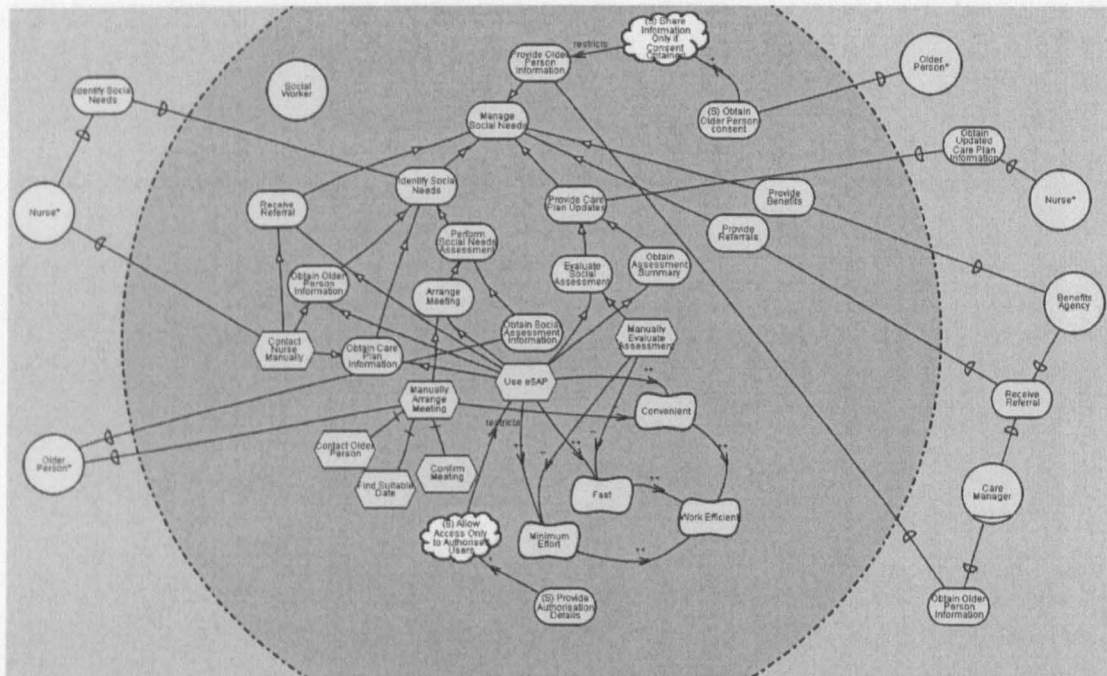 (S) Share
Information
Only if
Consent
Obtained
restricts
Provide Older
Person
Information
Older
Person*
Identify Social
Needs
Social
Worker
(S) Obtain
Older Person
consent
Manage
Social Needs
Obtain
Updated
Care Plan
Information
Identify Social
Needs
Provide Care
Plan Updates
Provide
Benefits
Nurse*
Nurse*
Receive
Referral
Provide
Referrals
Perform
Social Needs
Assessment
Obtain
Assessment
Summary
Evaluate
Social
Assessment
Obtain Older
Person
Information
Arrange
Meeting
Benefits
Agency
Contact
Nurse
Manually
Obtain Social
Assessment
Information
Manually
Evaluate
Assessment
Obtain Care
Plan
Information
Use eSAP
Manually
Arrange
Meeting
Convenient
Receive
Referral
restricts
Contact Older
Person
Older
Person*
Confirm
Meeting
Find Suitable
Date
Fast
Care
Manager
Work Efficient
(S) Allow
Access Only
to Authorised
Users
Minimum
Effort
(S) Provide
Authorisation
Details
Obtain Older
Person
Information